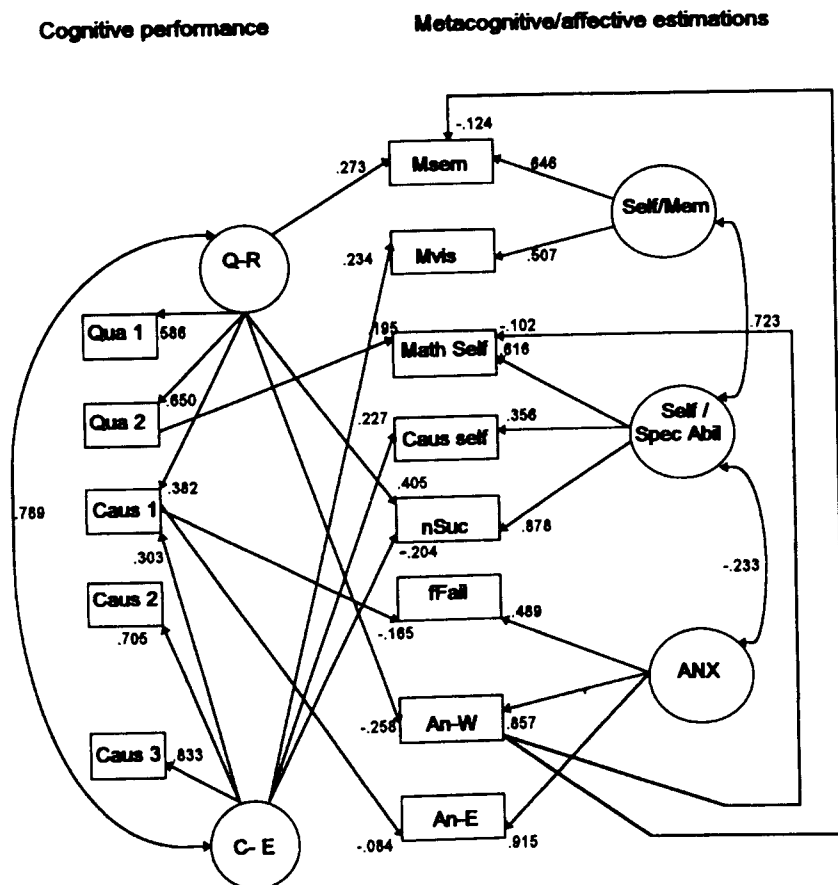 Cognitive performance
Metacognitive/affective estimations
-.124
Msem
.273
.646
Self/Mem
Q-R
.234
Mvis
.507
Qua 1
.586
.195
-.102
.723
Math Self
.616
.650
Qua 2
.227
Caus self
.356
Self /
Spec Abil
.382
.405
Caus 1
nSuc
.878
.769
.303
-.204
-.233
Caus 2
fFail
.489
.705
-.165
ANX
-.258
An-W
.857
Caus 3
.833
An-E
C- E
-.084
.915